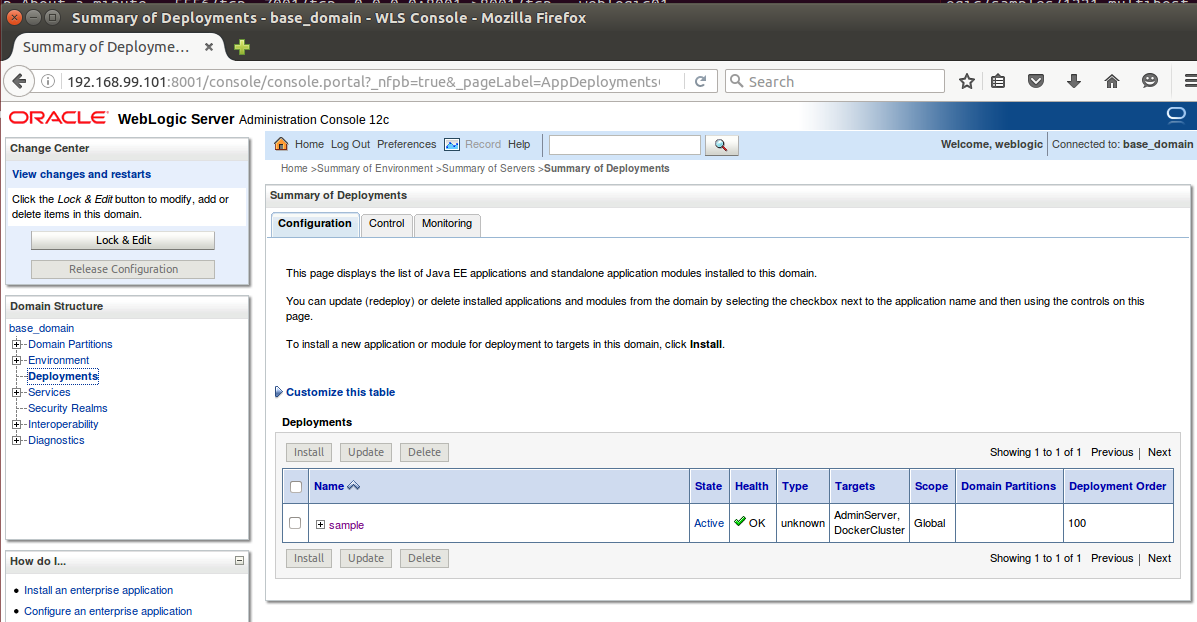 Summary of Deployments - base_domain - WLS Console - Mozilla Firefox
Summary of Deployme...
192.168.99.101:8001/console/console.portal?_nfpb=true&_pageLabel=AppDeployments
Search
ORACLE WebLogic Server Administration Console 12c
Change Center
View changes and restarts
Click the Lock & Edit button to modify, add or
delete items in this domain.
Lock & Edit
Release Configuration
Domain Structure
base_domain
Domain Partitions
Environment
Deployments
Services
Security Realms
Interoperability
Diagnostics
How do I...
Install an enterprise application
Configure an enterprise application
Home Log Out Preferences Record Help
Welcome, weblogic Connected to: base_domain
Home >Summary of Environment >Summary of Servers >Summary of Deployments
Summary of Deployments
Configuration Control Monitoring
This page displays the list of Java EE applications and standalone application modules installed to this domain.
You can update (redeploy) or delete installed applications and modules from the domain by selecting the checkbox next to the application name and then using the controls on this
page.
To install a new application or module for deployment to targets in this domain, click Install.
Customize this table
Deployments
Install Update Delete Showing 1 to 1 of 1 Previous | Next
Name State Health Type Targets Scope Domain Partitions Deployment Order
sample Active OK unknown AdminServer, DockerCluster Global 100
Install Update Delete Showing 1 to 1 of 1 Previous | Next